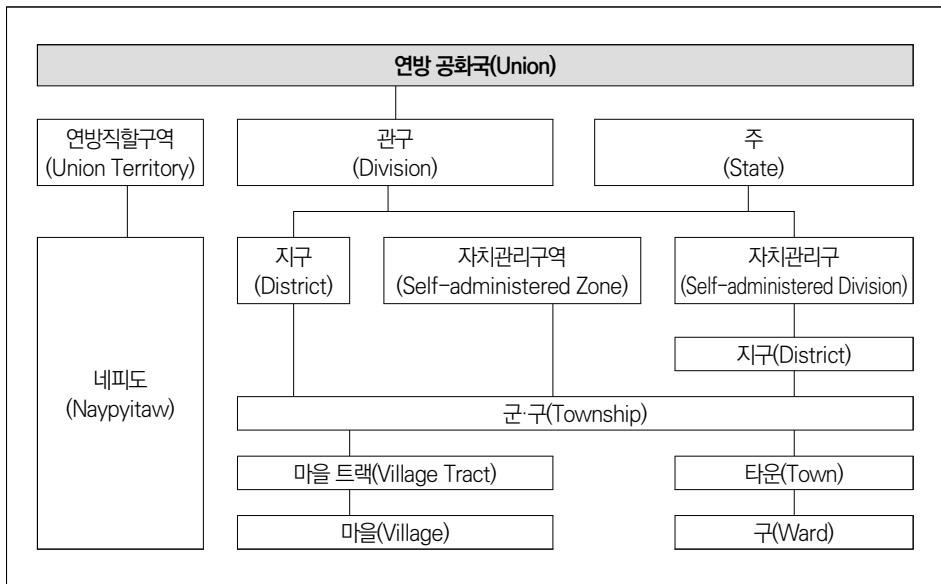 연방 공화국(Union)
연방직할구역
(Union Territory)
관구
(Division)
주
(State)
지구
(District)
자치관리구역
(Self-administered Zone)
자치관리구
(Self-administered Division)
지구(District)
네피도
(Naypyitaw)
군·구(Township)
마을 트랙(Village Tract)
타운(Town)
마을(Village)
구(Ward)